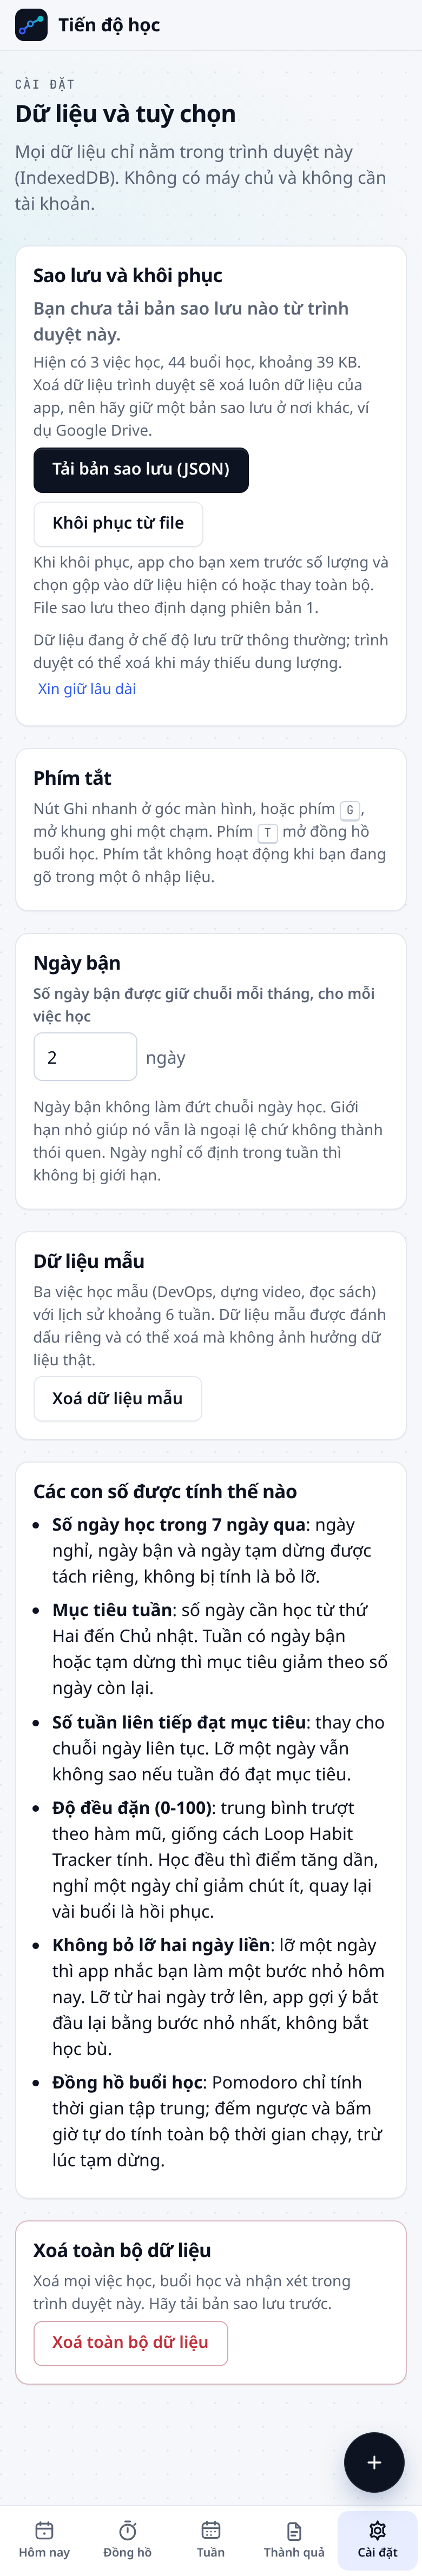 Tiến độ học
CÀI ĐẶT
Dữ liệu và tuỳ chọn
Mọi dữ liệu chỉ nằm trong trình duyệt này
(IndexedDB). Không có máy chủ và không cần
tài khoản.
Sao lưu và khôi phục
Bạn chưa tải bản sao lưu nào từ trình
duyệt này.
Hiện có 3 việc học, 44 buổi học, khoảng 39 KB.
Xoá dữ liệu trình duyệt sẽ xoá luôn dữ liệu của
app, nên hãy giữ một bản sao lưu ở nơi khác, ví
dụ Google Drive.
Tải bản sao lưu (JSON)
Khôi phục từ file
Khi khôi phục, app cho bạn xem trước số lượng và
chọn gộp vào dữ liệu hiện có hoặc thay toàn bộ.
File sao lưu theo định dạng phiên bản 1.
Dữ liệu đang ở chế độ lưu trữ thông thường; trình
duyệt có thể xoá khi máy thiếu dung lượng.
Xin giữ lâu dài
Phím tắt
Nút Ghi nhanh ở góc màn hình, hoặc phím G,
mở khung ghi một chạm. Phím T mở đồng hồ
buổi học. Phím tắt không hoạt động khi bạn đang
gõ trong một ô nhập liệu.
Ngày bận
Số ngày bận được giữ chuỗi mỗi tháng, cho mỗi
việc học
2 ngày
Ngày bận không làm đứt chuỗi ngày học. Giới
hạn nhỏ giúp nó vẫn là ngoại lệ chứ không thành
thói quen. Ngày nghỉ cố định trong tuần thì
không bị giới hạn.
Dữ liệu mẫu
Ba việc học mẫu (DevOps, dựng video, đọc sách)
với lịch sử khoảng 6 tuần. Dữ liệu mẫu được đánh
dấu riêng và có thể xoá mà không ảnh hưởng dữ
liệu thật.
Xoá dữ liệu mẫu
Các con số được tính thế nào
• Số ngày học trong 7 ngày qua: ngày
nghỉ, ngày bận và ngày tạm dừng được
tách riêng, không bị tính là bỏ lỡ.
• Mục tiêu tuần: số ngày cần học từ thứ
Hai đến Chủ nhật. Tuần có ngày bận
hoặc tạm dừng thì mục tiêu giảm theo số
ngày còn lại.
• Số tuần liên tiếp đạt mục tiêu: thay cho
chuỗi ngày liên tục. Lỡ một ngày vẫn
không sao nếu tuần đó đạt mục tiêu.
• Độ đều đặn (0-100): trung bình trượt
theo hàm mũ, giống cách Loop Habit
Tracker tính. Học đều thì điểm tăng dần,
nghỉ một ngày chỉ giảm chút ít, quay lại
vài buổi là hồi phục.
• Không bỏ lỡ hai ngày liền: lỡ một ngày
thì app nhắc bạn làm một bước nhỏ hôm
nay. Lỡ từ hai ngày trở lên, app gợi ý bắt
đầu lại bằng bước nhỏ nhất, không bắt
học bù.
• Đồng hồ buổi học: Pomodoro chỉ tính
thời gian tập trung; đếm ngược và bấm
giờ tự do tính toàn bộ thời gian chạy, trừ
lúc tạm dừng.
Xoá toàn bộ dữ liệu
Xoá mọi việc học, buổi học và nhận xét trong
trình duyệt này. Hãy tải bản sao lưu trước.
Xoá toàn bộ dữ liệu
+
Hôm nay
Đồng hồ
Tuần
Thành quả
Cài đặt